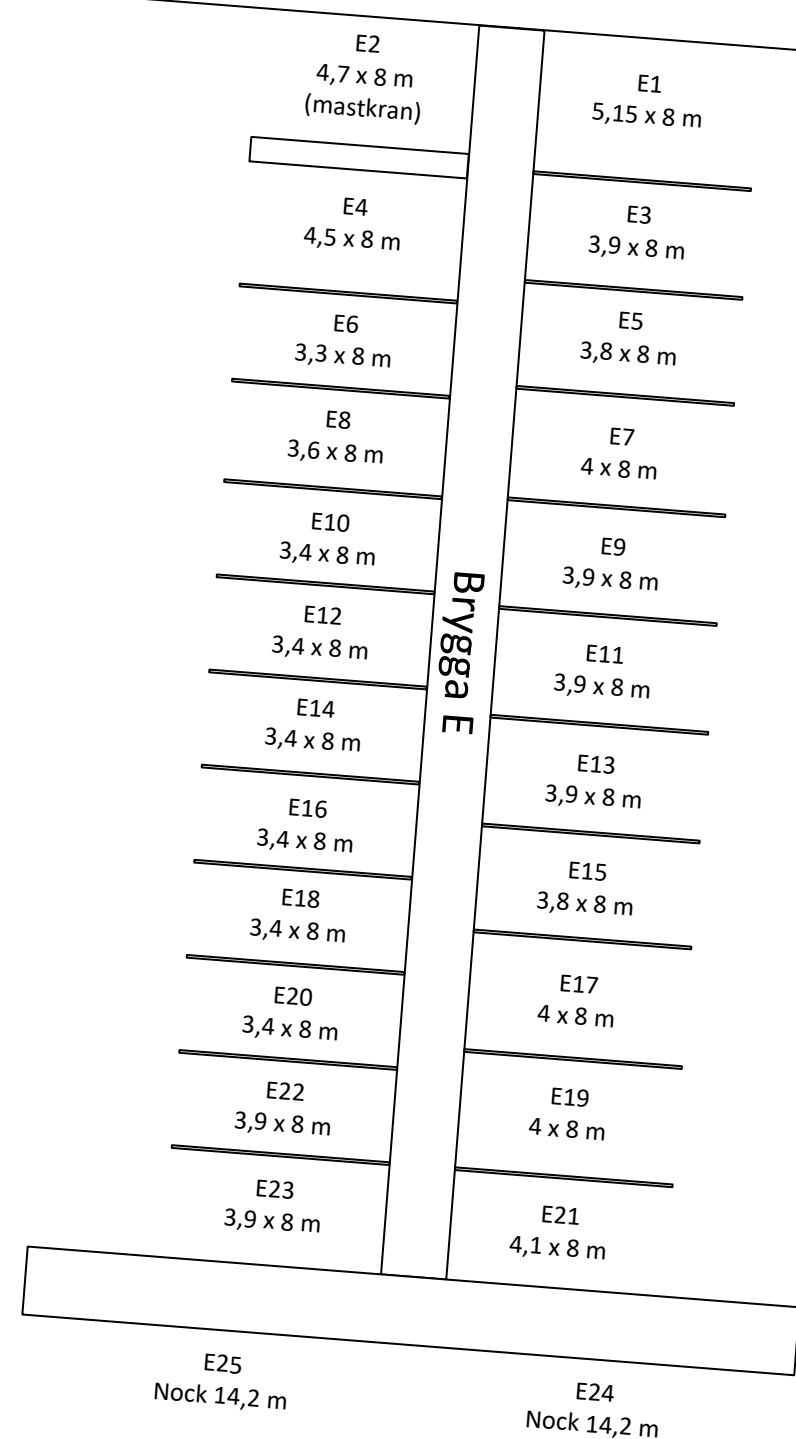 E2
4,7 x 8 m
(mastkran)
E1
5,15 x 8 m
E4
4,5 x 8 m
E3
3,9 x 8 m
E6
3,3 x 8 m
E5
3,8 x 8 m
E8
3,6 x 8 m
E7
4 x 8 m
E10
3,4 x 8 m
E9
3,9 x 8 m
Brygga E
E12
3,4 x 8 m
E11
3,9 x 8 m
E14
3,4 x 8 m
E13
3,9 x 8 m
E16
3,4 x 8 m
E15
3,8 x 8 m
E18
3,4 x 8 m
E17
4 x 8 m
E20
3,4 x 8 m
E19
4 x 8 m
E22
3,9 x 8 m
E21
4,1 x 8 m
E23
3,9 x 8 m
E25
Nock 14,2 m
E24
Nock 14,2 m